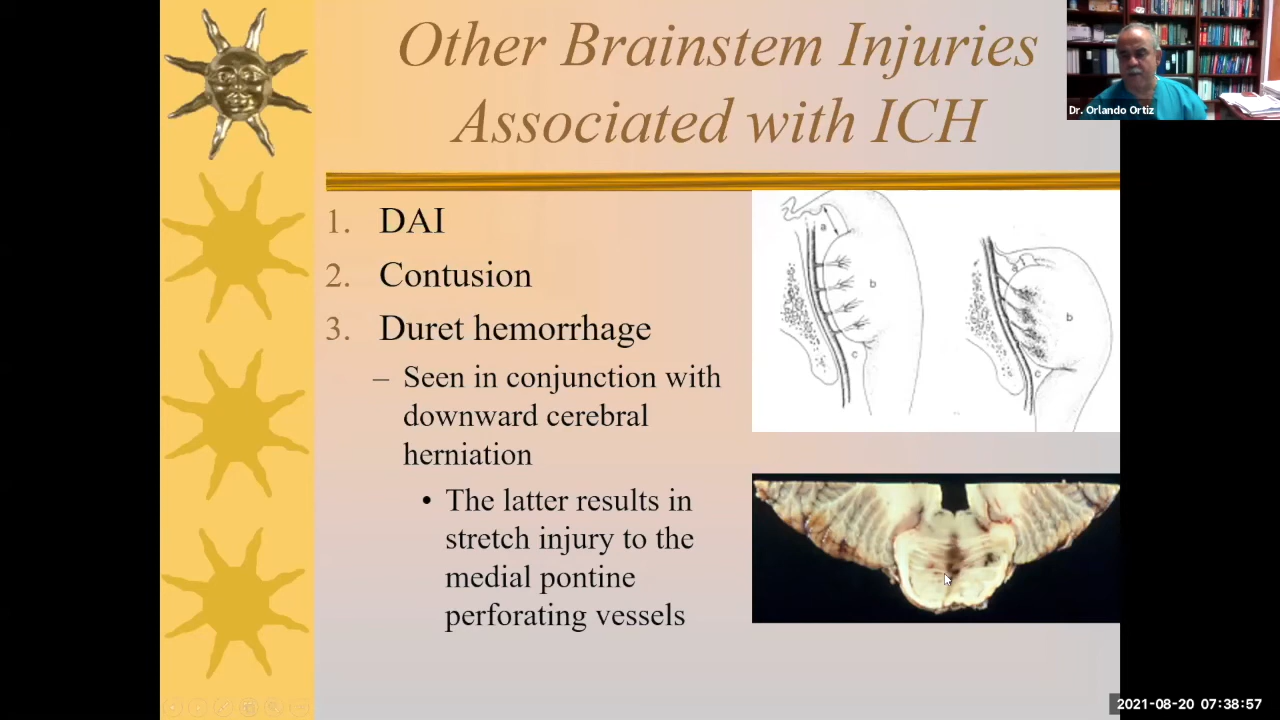 Other Brainstem Injuries
Associated with ICH
Dr. Orlando Ortiz
1. DAI
2. Contusion
3. Duret hemorrhage
– Seen in conjunction with
downward cerebral
herniation
• The latter results in
stretch injury to the
medial pontine
perforating vessels
a
b
c
a
b
c
2021-08-20 07:38:57